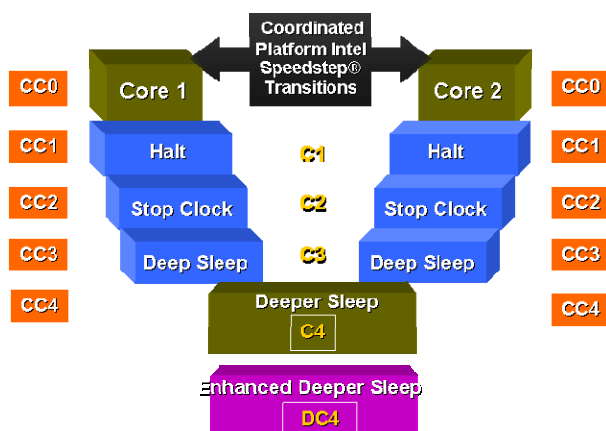 Coordinated
Platform Intel
Speedstep®
Transitions
CC0
Core 1
Core 2
CC0
CC1
Halt
C1
Halt
CC1
CC2
Stop Clock
C2
Stop Clock
CC2
CC3
Deep Sleep
C3
Deep Sleep
CC3
CC4
Deeper Sleep
CC4
C4
Enhanced Deeper Sleep
DC4